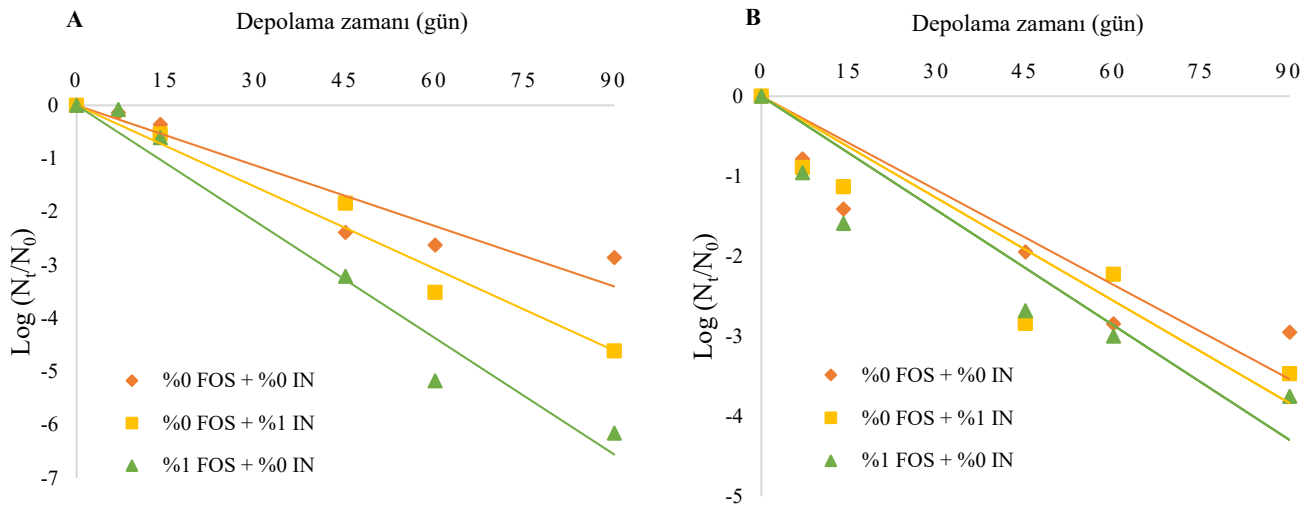 A
Depolama zamanı (gün)
0 15 30 45 60 75 90
0
-1
-2
-3
-4
-5
-6
-7
Log (Nt/N0)
%0 FOS + %0 IN
%0 FOS + %1 IN
%1 FOS + %0 IN
B
Depolama zamanı (gün)
0 15 30 45 60 75 90
0
-1
-2
-3
-4
-5
Log (Nt/N0)
%0 FOS + %0 IN
%0 FOS + %1 IN
%1 FOS + %0 IN